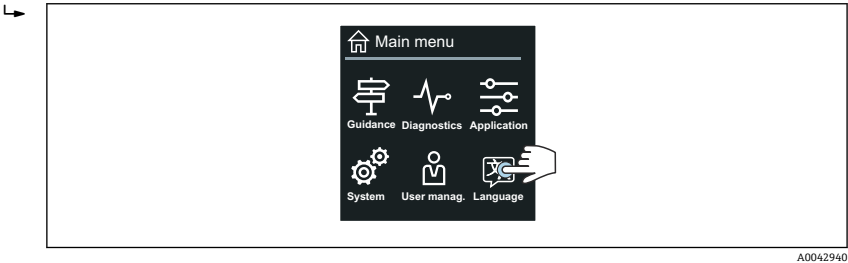 Main menu
Guidance Diagnostics Application
System User manag. Language
A0042940